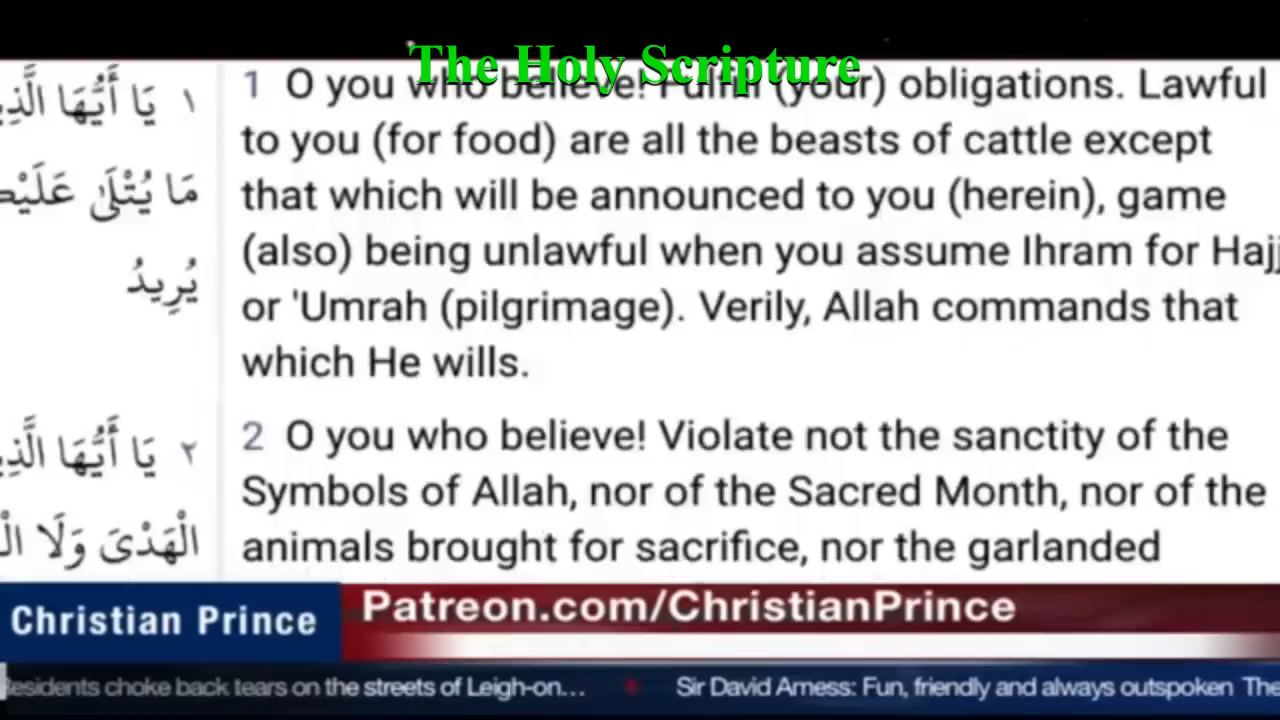 The Holy Scripture
1 O you who believe! Fulfil (your) obligations. Lawful
to you (for food) are all the beasts of cattle except
that which will be announced to you (herein), game
(also) being unlawful when you assume Ihram for Hajj
or 'Umrah (pilgrimage). Verily, Allah commands that
which He wills.
١ يَا أَيُّهَا الَّذِ
مَا يُتْلَىٰ عَلَيْكُ
يُرِيدُ
2 O you who believe! Violate not the sanctity of the
Symbols of Allah, nor of the Sacred Month, nor of the
animals brought for sacrifice, nor the garlanded
٢ يَا أَيُّهَا الَّذِ
الْهَدْيَ وَلَا الْ
Christian Prince
Patreon.com/ChristianPrince
esidents choke back tears on the streets of Leigh-on... Sir David Amess: Fun, friendly and always outspoken The